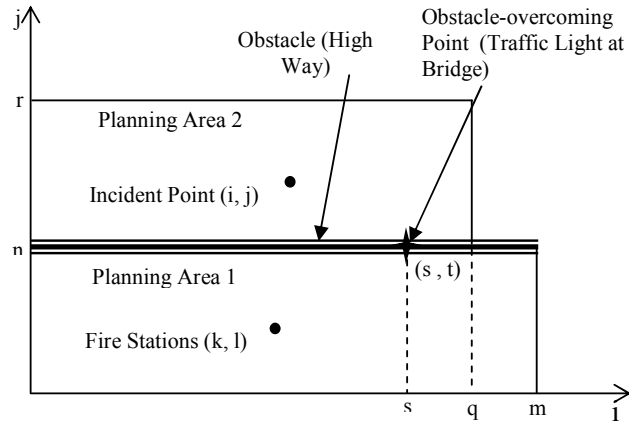 j
Obstacle (High
Way)
Obstacle-overcoming
Point (Traffic Light at
Bridge)
r
Planning Area 2
Incident Point (i, j)
n
(s , t)
Planning Area 1
Fire Stations (k, l)
s
q
m
i